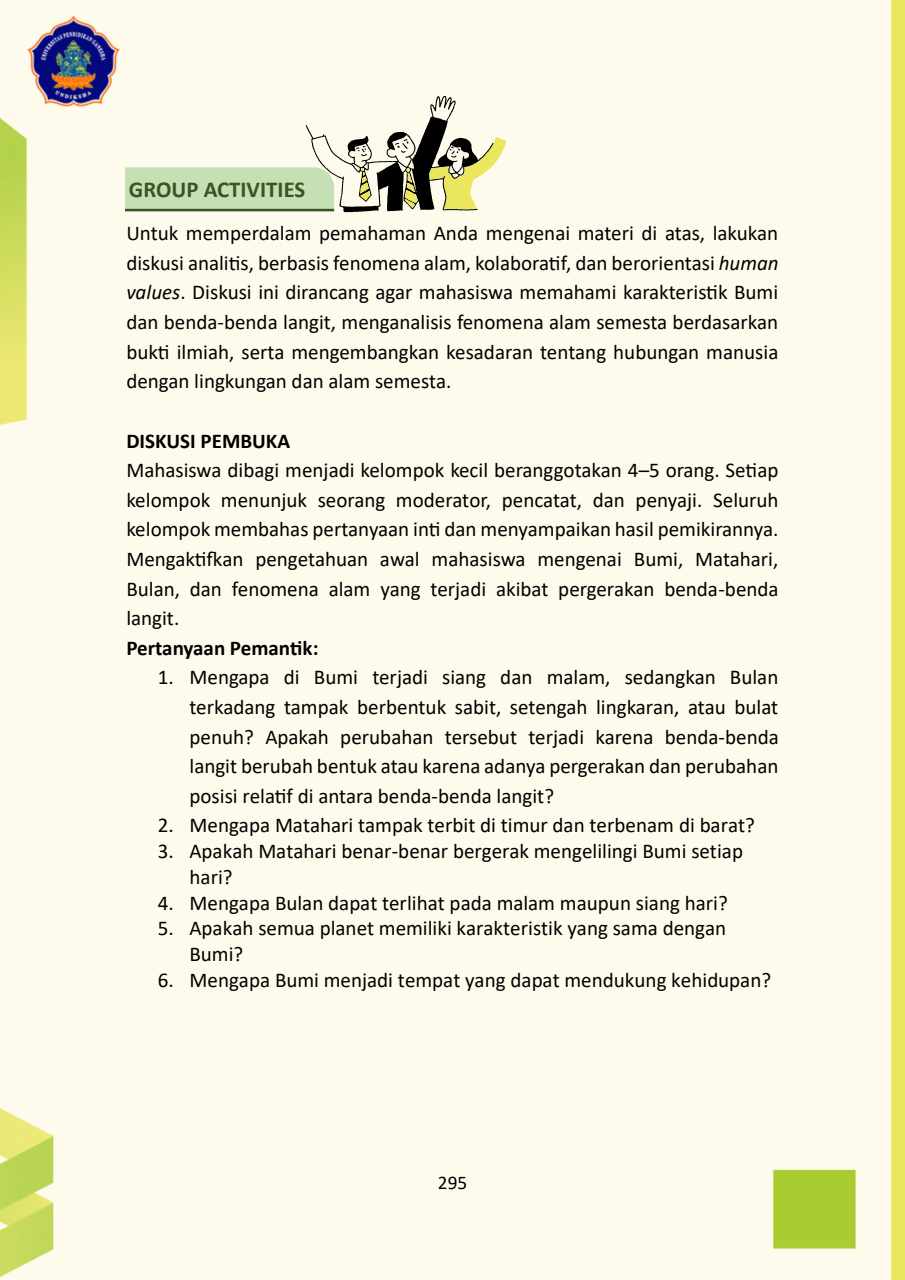 UNIVERSITAS PENDIDIKAN GANESHA
UNDIKSHA
GROUP ACTIVITIES
Untuk memperdalam pemahaman Anda mengenai materi di atas, lakukan
diskusi analitis, berbasis fenomena alam, kolaboratif, dan berorientasi human
values. Diskusi ini dirancang agar mahasiswa memahami karakteristik Bumi
dan benda-benda langit, menganalisis fenomena alam semesta berdasarkan
bukti ilmiah, serta mengembangkan kesadaran tentang hubungan manusia
dengan lingkungan dan alam semesta.
DISKUSI PEMBUKA
Mahasiswa dibagi menjadi kelompok kecil beranggotakan 4–5 orang. Setiap
kelompok menunjuk seorang moderator, pencatat, dan penyaji. Seluruh
kelompok membahas pertanyaan inti dan menyampaikan hasil pemikirannya.
Mengaktifkan pengetahuan awal mahasiswa mengenai Bumi, Matahari,
Bulan, dan fenomena alam yang terjadi akibat pergerakan benda-benda
langit.
Pertanyaan Pemantik:
1. Mengapa di Bumi terjadi siang dan malam, sedangkan Bulan
terkadang tampak berbentuk sabit, setengah lingkaran, atau bulat
penuh? Apakah perubahan tersebut terjadi karena benda-benda
langit berubah bentuk atau karena adanya pergerakan dan perubahan
posisi relatif di antara benda-benda langit?
2. Mengapa Matahari tampak terbit di timur dan terbenam di barat?
3. Apakah Matahari benar-benar bergerak mengelilingi Bumi setiap
hari?
4. Mengapa Bulan dapat terlihat pada malam maupun siang hari?
5. Apakah semua planet memiliki karakteristik yang sama dengan
Bumi?
6. Mengapa Bumi menjadi tempat yang dapat mendukung kehidupan?
295